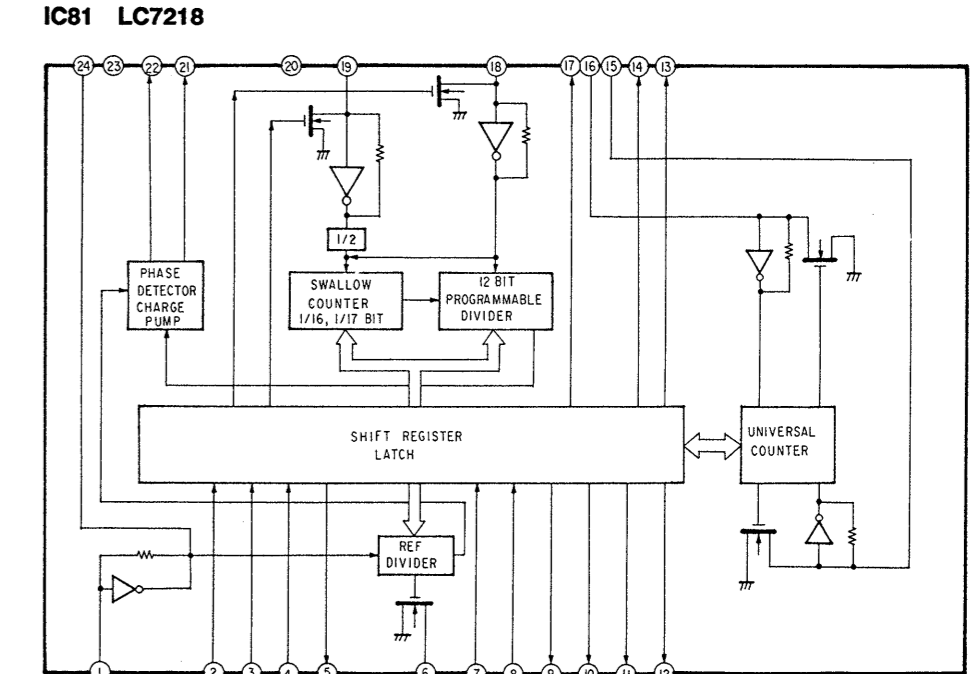 IC81 LC7218
24 23 22 21 20 19 18 17 16 15 14 13
1/2
PHASE
DETECTOR
CHARGE
PUMP
SWALLOW
COUNTER
1/16, 1/17 BIT
12 BIT
PROGRAMMABLE
DIVIDER
SHIFT REGISTER
LATCH
UNIVERSAL
COUNTER
REF
DIVIDER
1 2 3 4 5 6 7 8 9 10 11 12